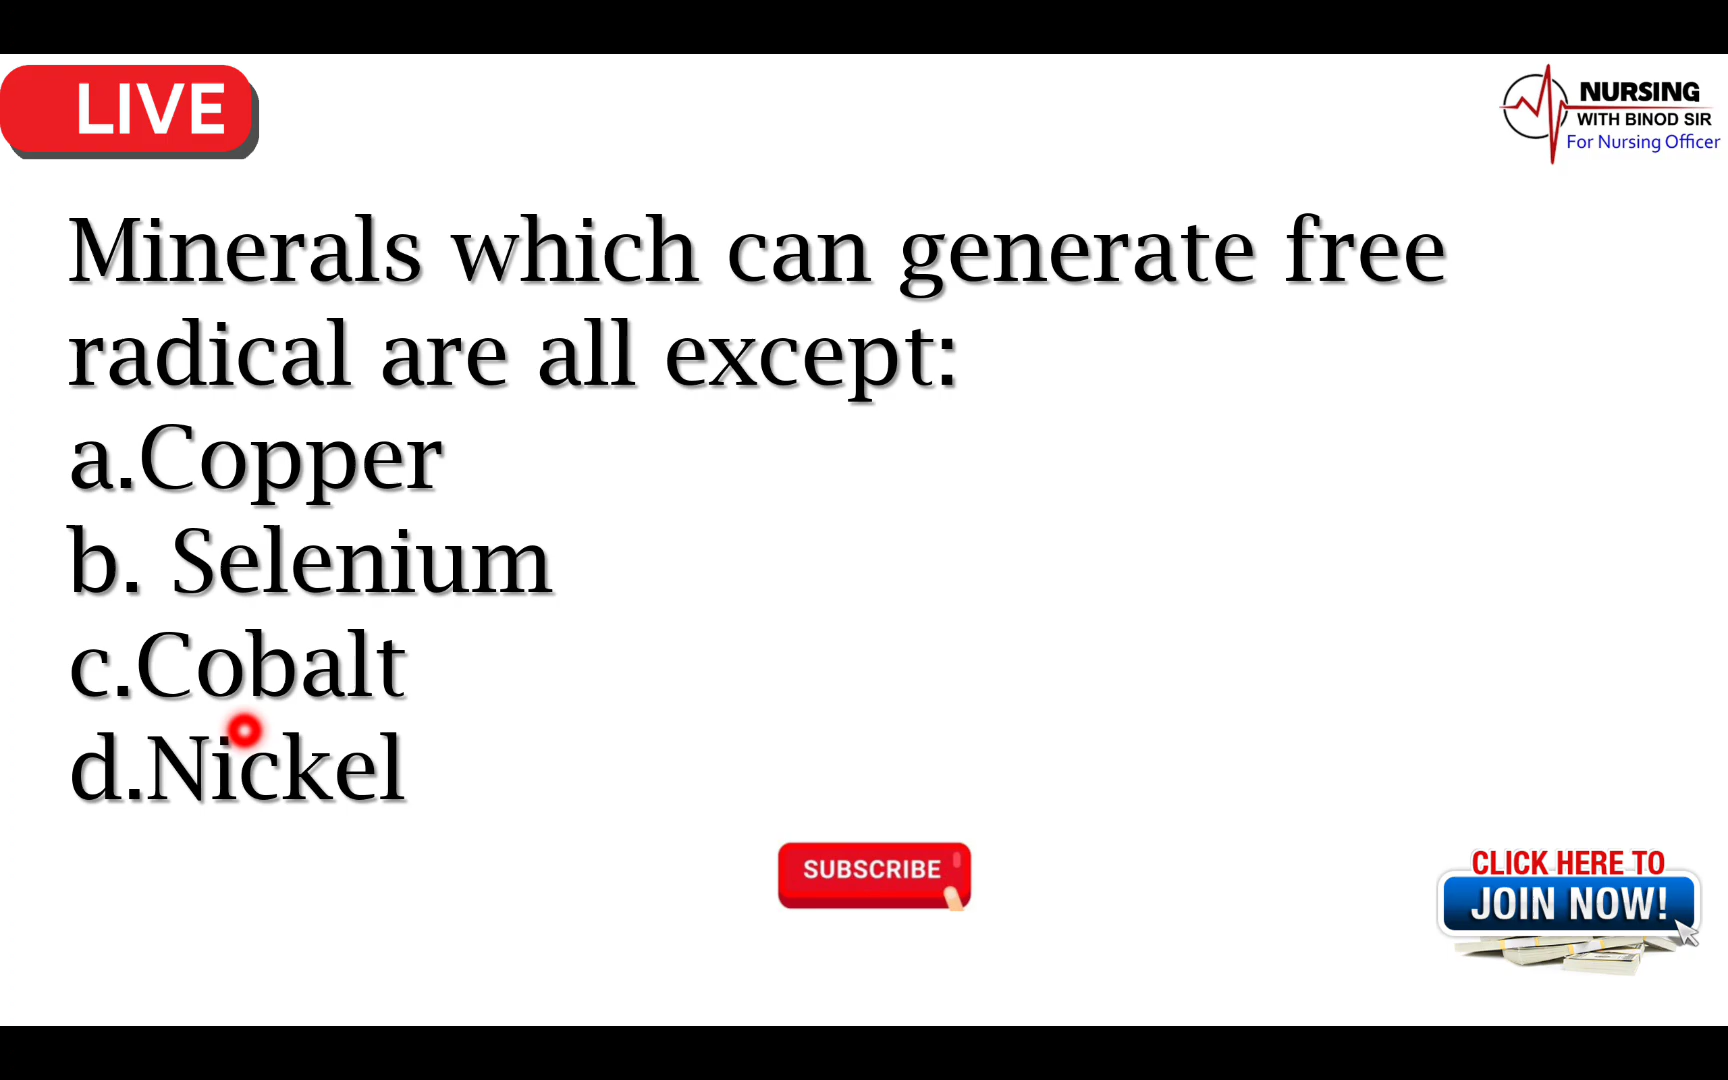 LIVE
NURSING
WITH BINOD SIR
For Nursing Officer
Minerals which can generate free
radical are all except:
a.Copper
b. Selenium
c.Cobalt
d.Nickel
SUBSCRIBE
CLICK HERE TO
JOIN NOW!